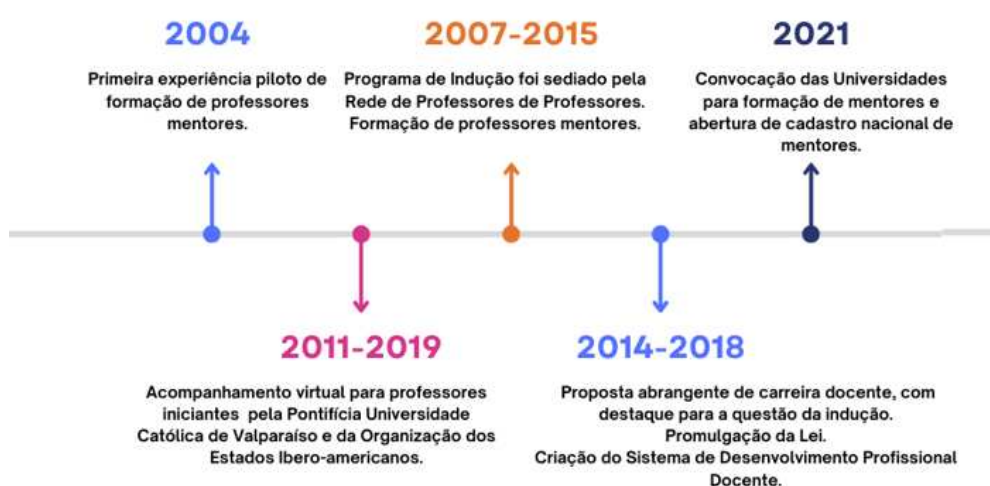 2004
Primeira experiência piloto de
formação de professores
mentores.
2007-2015
Programa de Indução foi sediado pela
Rede de Professores de Professores.
Formação de professores mentores.
2021
Convocação das Universidades
para formação de mentores e
abertura de cadastro nacional de
mentores.
2011-2019
Acompanhamento virtual para professores
iniciantes pela Pontifícia Universidade
Católica de Valparaíso e da Organização dos
Estados Ibero-americanos.
2014-2018
Proposta abrangente de carreira docente, com
destaque para a questão da indução.
Promulgação da Lei.
Criação do Sistema de Desenvolvimento Profissional
Docente.